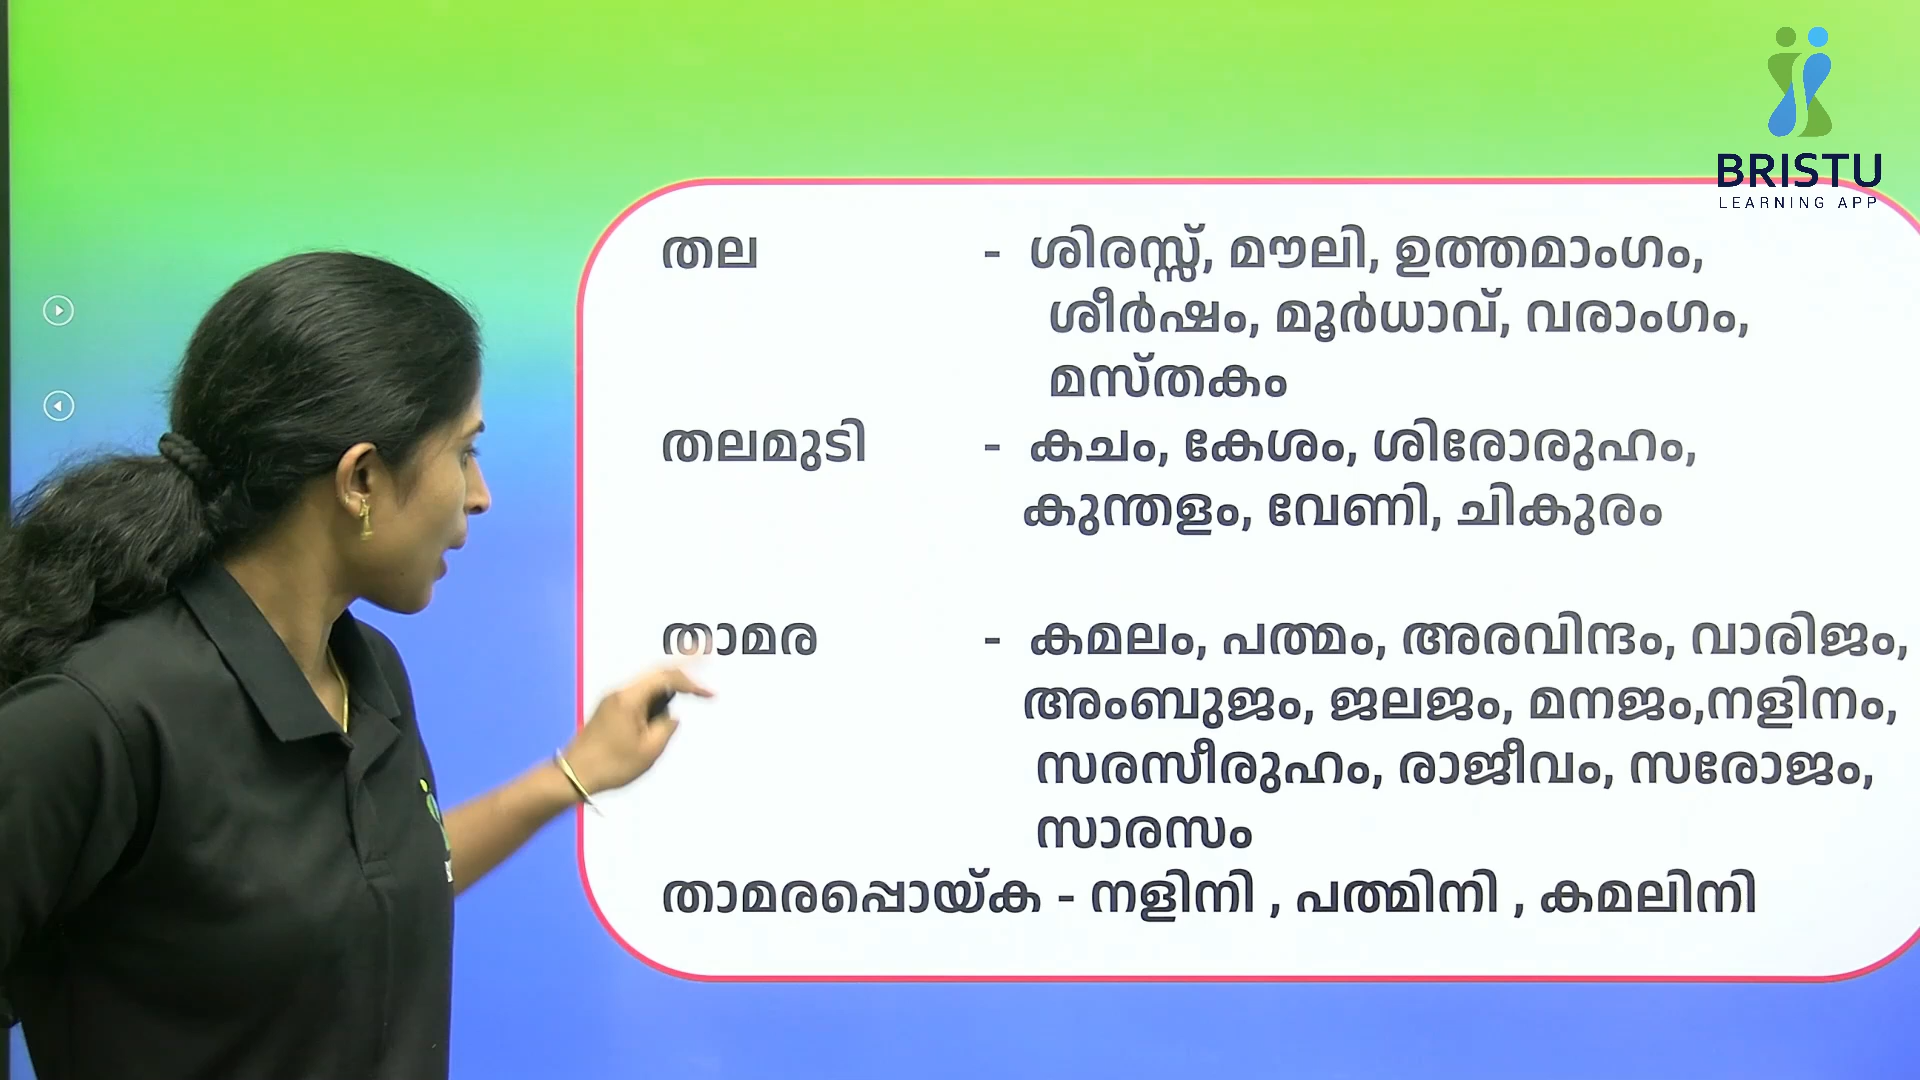 BRISTU
LEARNING APP
തല - ശിരസ്സ്, മൗലി, ഉത്തമാംഗം,
ശീർഷം, മൂർധാവ്, വരാംഗം,
മസ്തകം
തലമുടി - കചം, കേശം, ശിരോരുഹം,
കുന്തളം, വേണി, ചികുരം
താമര - കമലം, പത്മം, അരവിന്ദം, വാരിജം,
അംബുജം, ജലജം, മനജം,നളിനം,
സരസീരുഹം, രാജീവം, സരോജം,
സാരസം
താമരപ്പൊയ്ക - നളിനി , പത്മിനി , കമലിനി